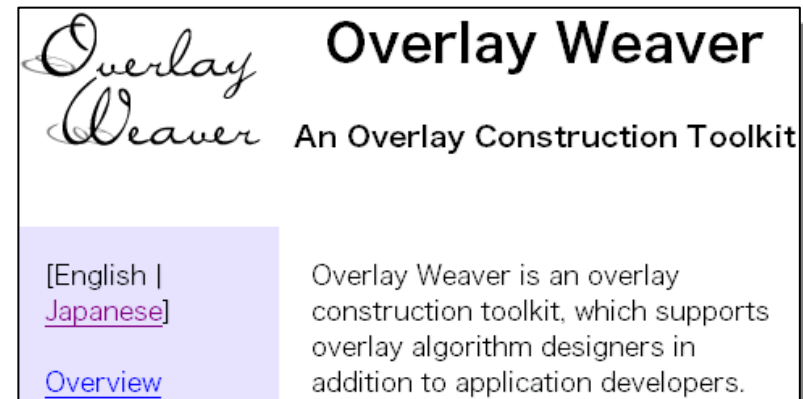 Overlay
Weaver
Overlay Weaver
An Overlay Construction Toolkit
[English |
Japanese]
Overview
Overlay Weaver is an overlay
construction toolkit, which supports
overlay algorithm designers in
addition to application developers.